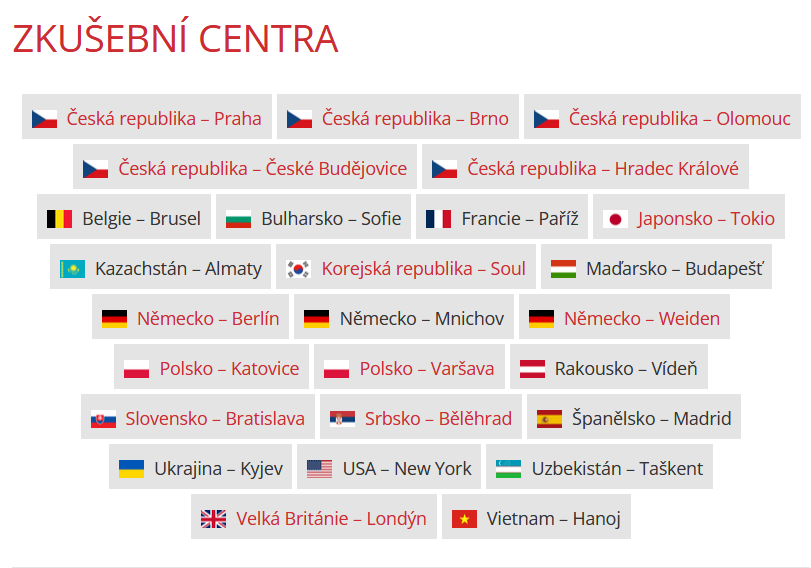 ZKUŠEBNÍ CENTRA
Česká republika – Praha Česká republika – Brno Česká republika – Olomouc
Česká republika – České Budějovice Česká republika – Hradec Králové
Belgie – Brusel Bulharsko – Sofie Francie – Paříž Japonsko – Tokio
Kazachstán – Almaty Korejská republika – Soul Maďarsko – Budapešť
Německo – Berlín Německo – Mnichov Německo – Weiden
Polsko – Katovice Polsko – Varšava Rakousko – Vídeň
Slovensko – Bratislava Srbsko – Bělěhrad Španělsko – Madrid
Ukrajina – Kyjev USA – New York Uzbekistán – Taškent
Velká Británie – Londýn Vietnam – Hanoj